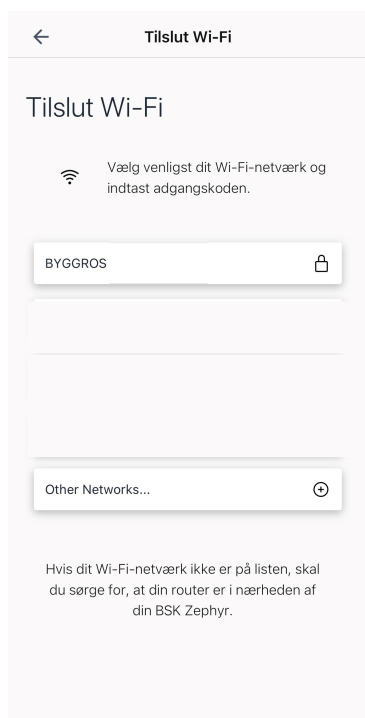 Tilslut Wi-Fi
Tilslut Wi-Fi
Vælg venligst dit Wi-Fi-netværk og
indtast adgangskoden.
BYGGROS
Other Networks...
Hvis dit Wi-Fi-netværk ikke er på listen, skal
du sørge for, at din router er i nærheden af
din BSK Zephyr.